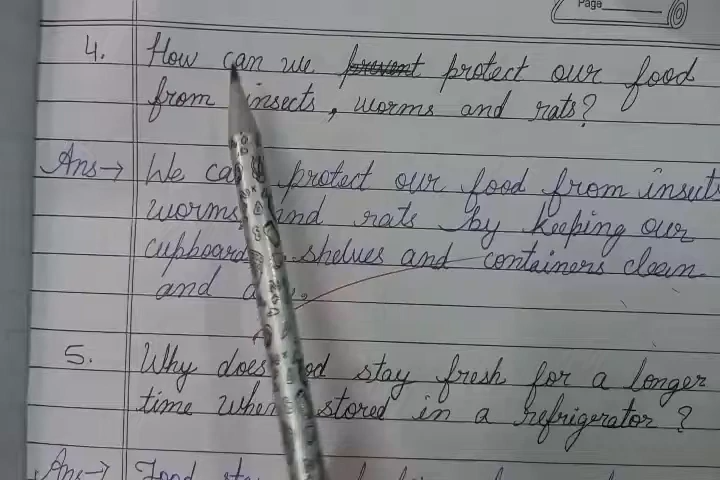 Page
4. How can we prevent protect our food
from insects, worms and rats?
Ans → We can protect our food from insects
worms and rats by keeping our
cupboard shelves and containers clean
and
5. Why does stay fresh for a longer
time when stored in a refrigerator?
Ans → Food